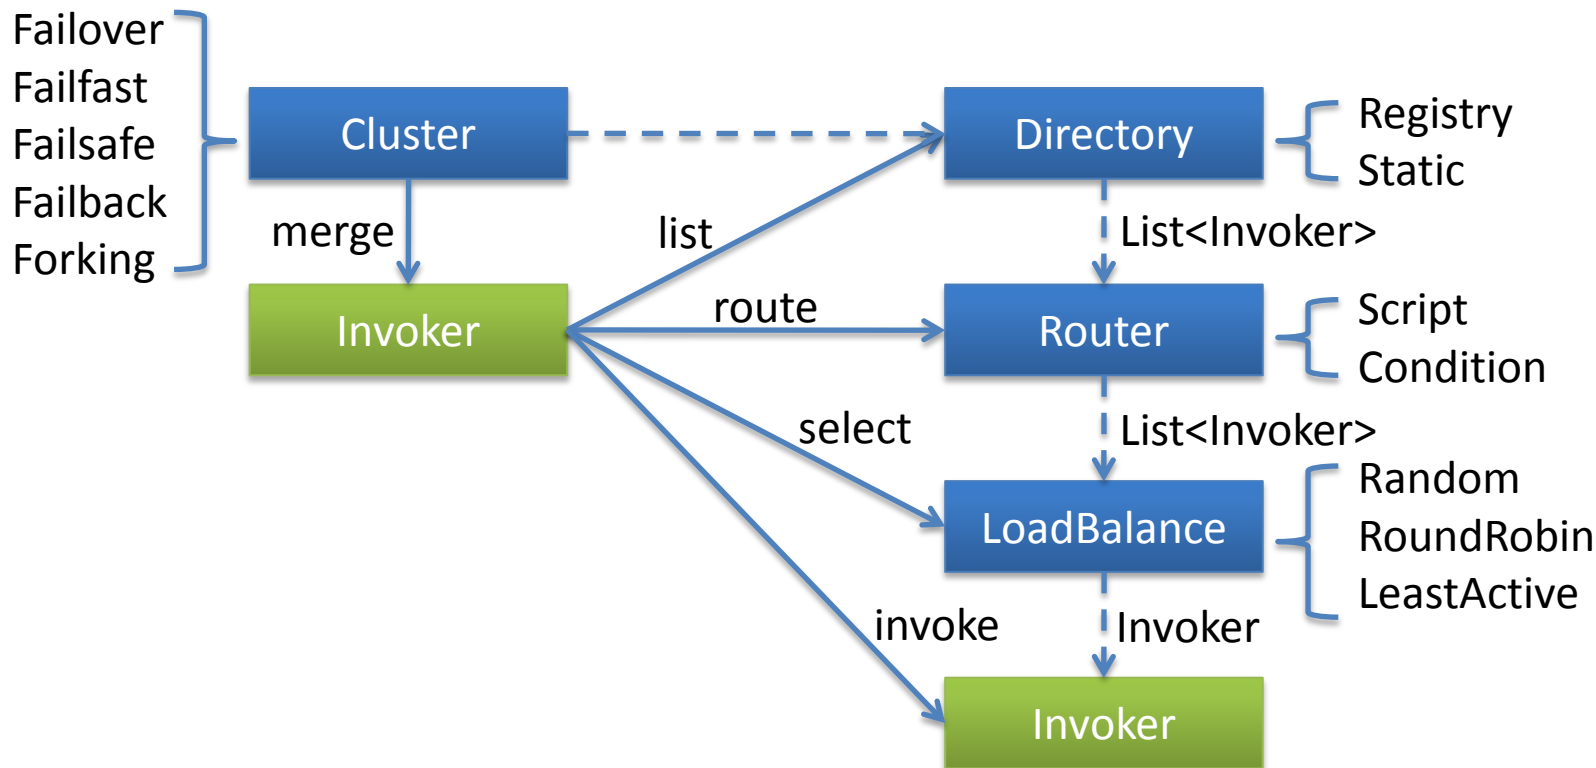 Failover
Failfast
Failsafe
Failback
Forking
Cluster
Directory
Registry
Static
merge
list
List<Invoker>
Invoker
route
Router
Script
Condition
select
List<Invoker>
LoadBalance
Random
RoundRobin
LeastActive
invoke
Invoker
Invoker